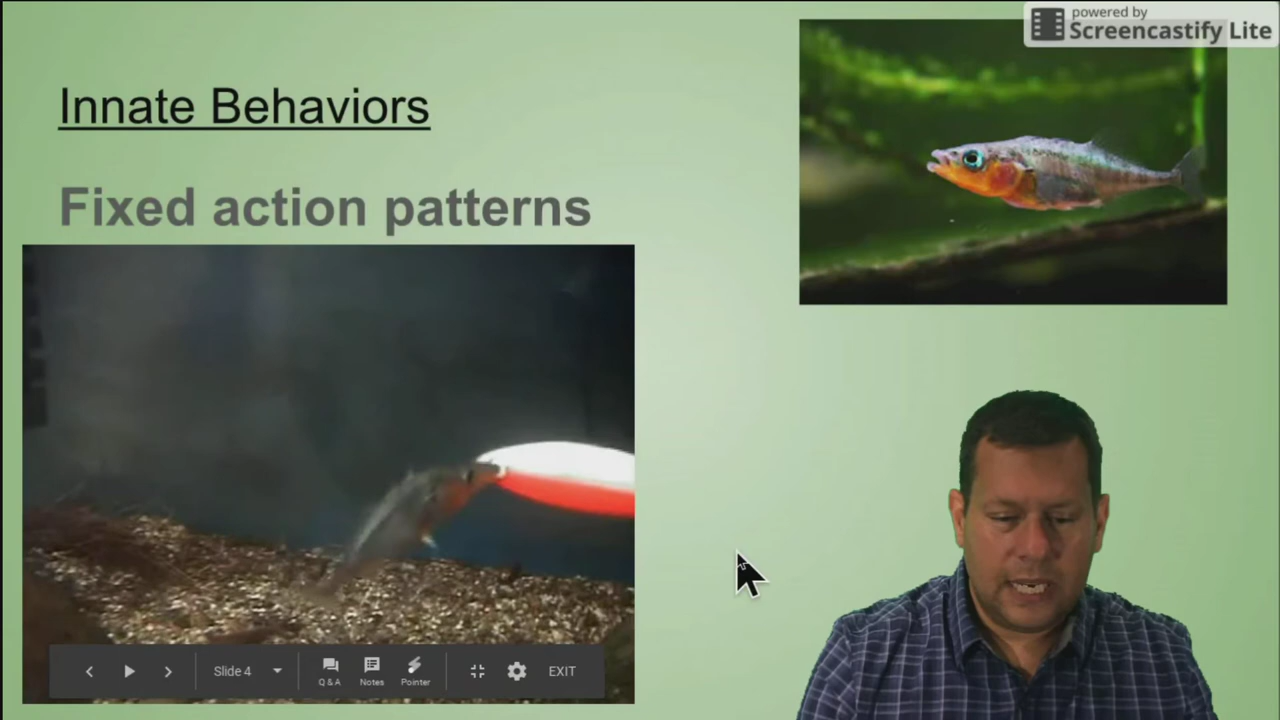 powered by
Screencastify Lite
Innate Behaviors
Fixed action patterns
Slide 4
Q & A
Notes
Pointer
EXIT